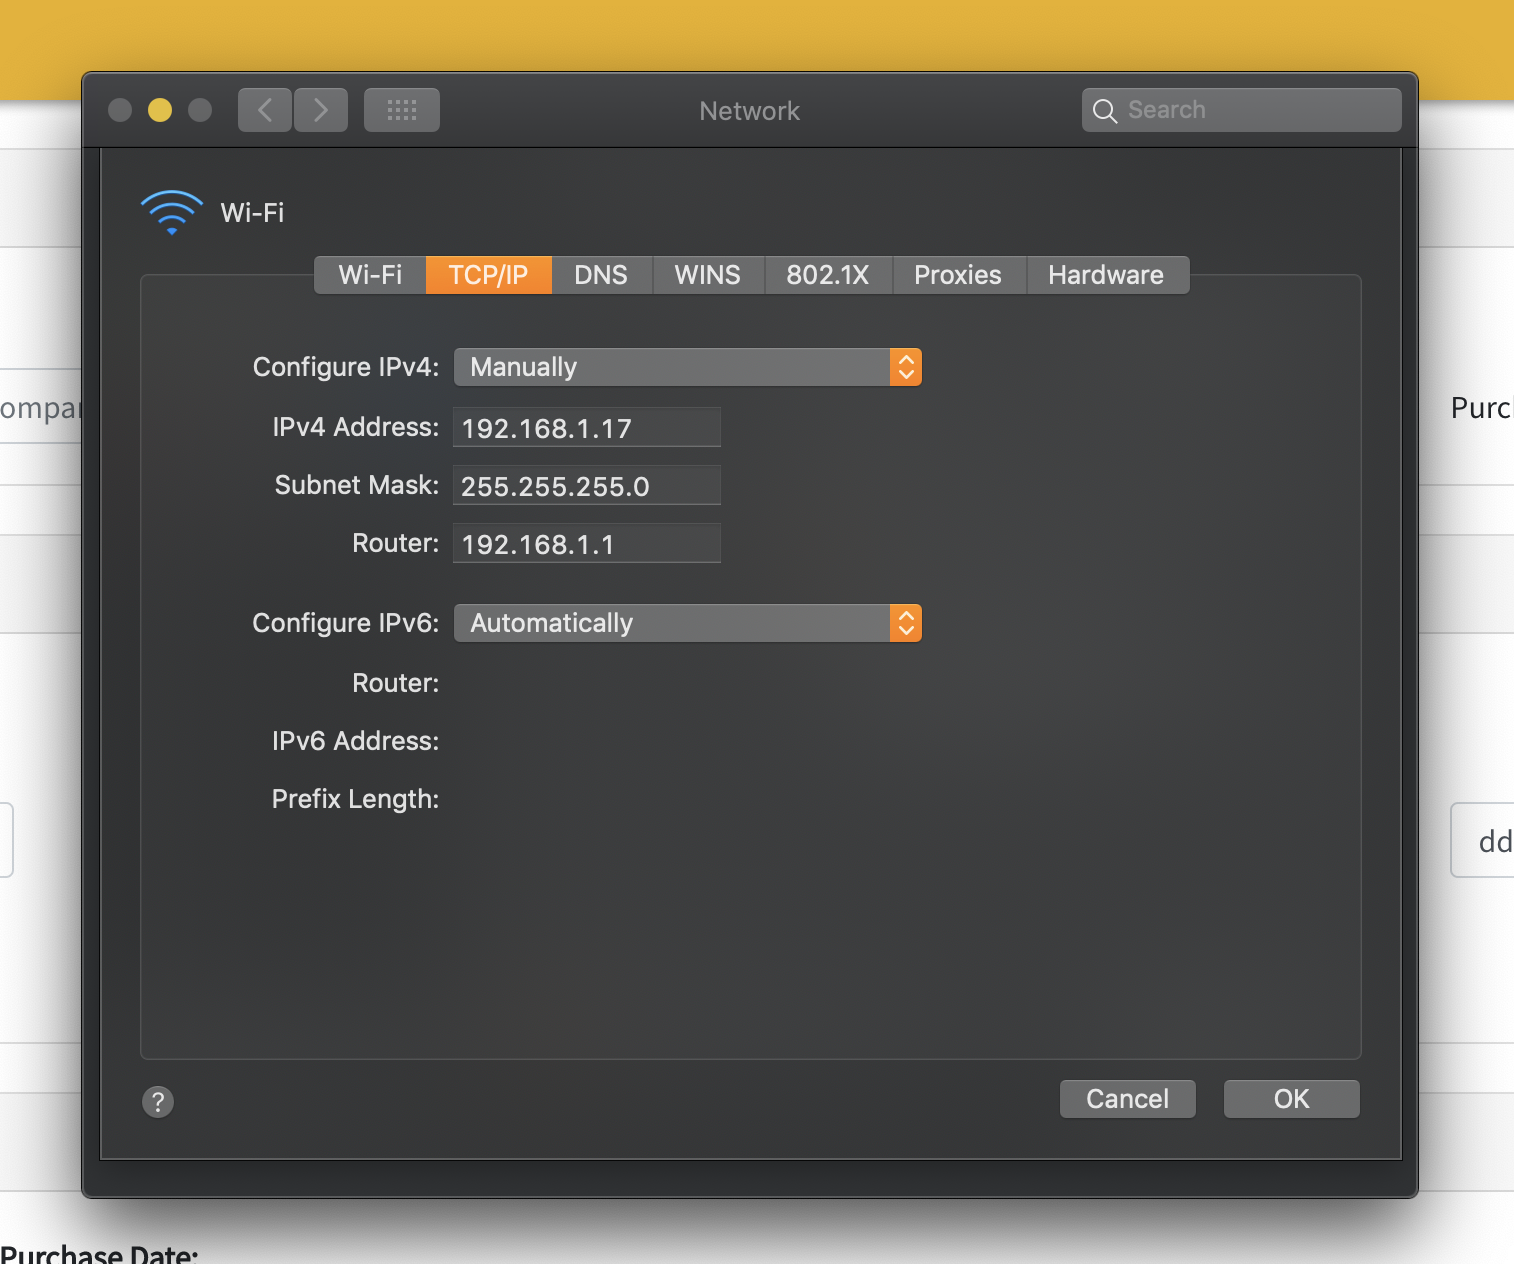 Network
Search
Wi-Fi
Wi-Fi TCP/IP DNS WINS 802.1X Proxies Hardware
Configure IPv4: Manually
IPv4 Address: 192.168.1.17
Subnet Mask: 255.255.255.0
Router: 192.168.1.1
Configure IPv6: Automatically
Router:
IPv6 Address:
Prefix Length:
? Cancel OK
ompa
Purc
dd
Purchase Date: